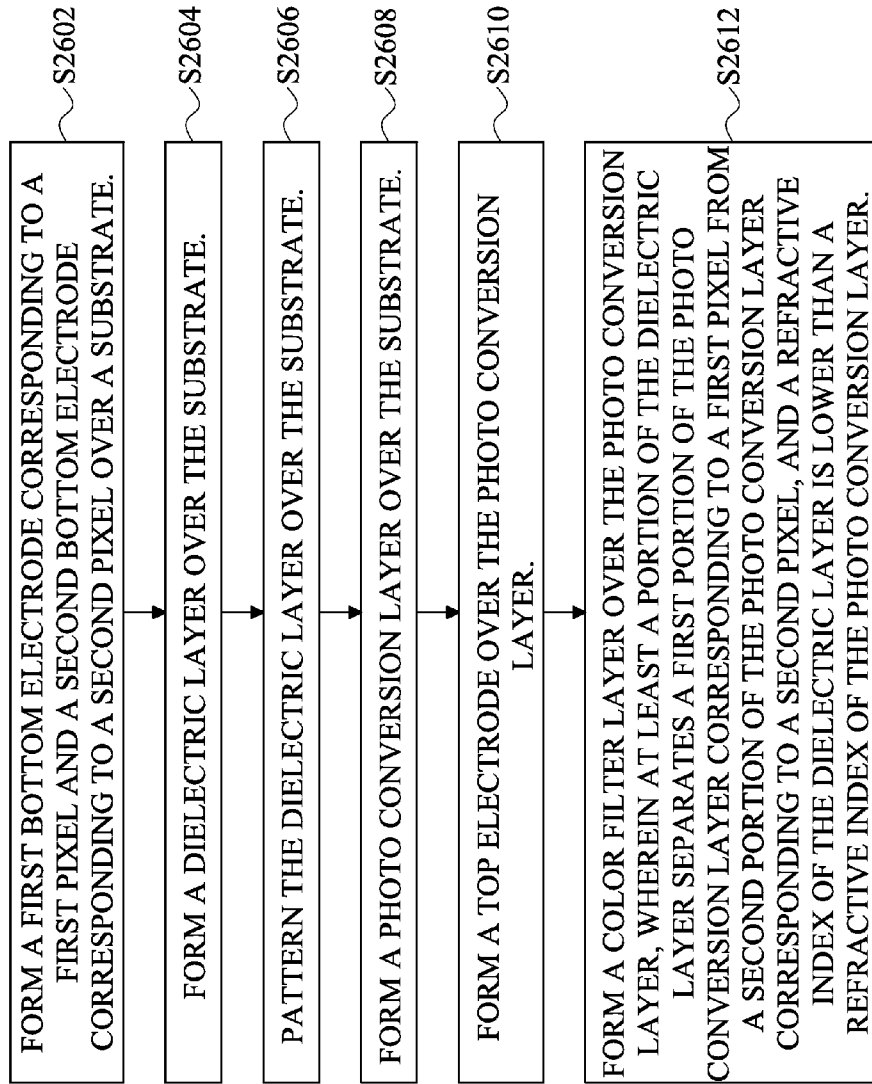 FORM A FIRST BOTTOM ELECTRODE CORRESPONDING TO A
FIRST PIXEL AND A SECOND BOTTOM ELECTRODE
CORRESPONDING TO A SECOND PIXEL OVER A SUBSTRATE.
S2602
FORM A DIELECTRIC LAYER OVER THE SUBSTRATE.
S2604
PATTERN THE DIELECTRIC LAYER OVER THE SUBSTRATE.
S2606
FORM A PHOTO CONVERSION LAYER OVER THE SUBSTRATE.
S2608
FORM A TOP ELECTRODE OVER THE PHOTO CONVERSION
LAYER.
S2610
FORM A COLOR FILTER LAYER OVER THE PHOTO CONVERSION
LAYER, WHEREIN AT LEAST A PORTION OF THE DIELECTRIC
LAYER SEPARATES A FIRST PORTION OF THE PHOTO
CONVERSION LAYER CORRESPONDING TO A FIRST PIXEL FROM
A SECOND PORTION OF THE PHOTO CONVERSION LAYER
CORRESPONDING TO A SECOND PIXEL, AND A REFRACTIVE
INDEX OF THE DIELECTRIC LAYER IS LOWER THAN A
REFRACTIVE INDEX OF THE PHOTO CONVERSION LAYER.
S2612